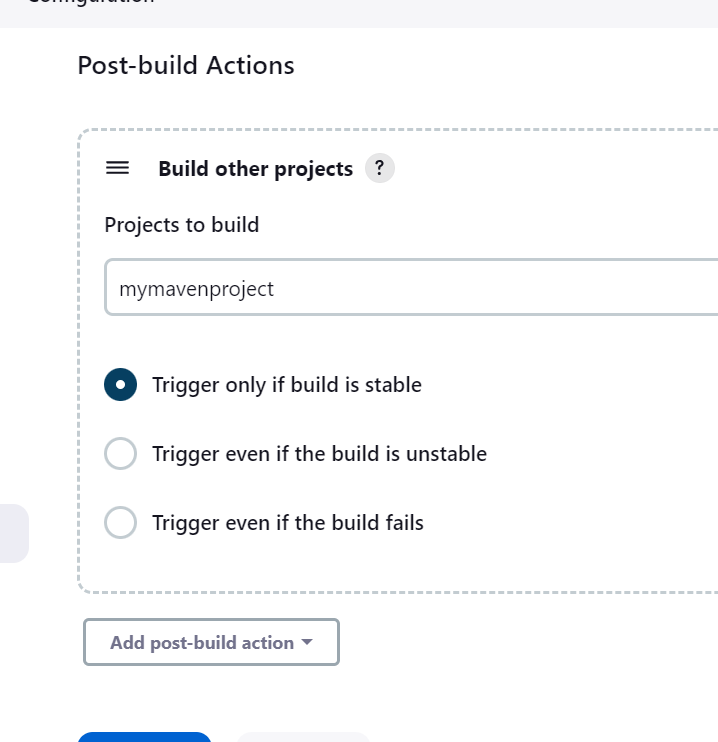 Configuration
Post-build Actions
Build other projects ?
Projects to build
mymavenproject
Trigger only if build is stable
Trigger even if the build is unstable
Trigger even if the build fails
Add post-build action